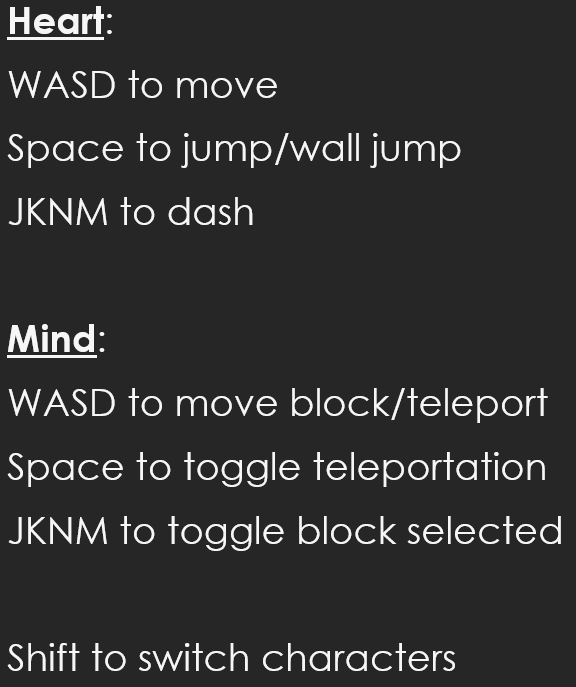 Heart:
WASD to move
Space to jump/wall jump
JKNM to dash
Mind:
WASD to move block/teleport
Space to toggle teleportation
JKNM to toggle block selected
Shift to switch characters